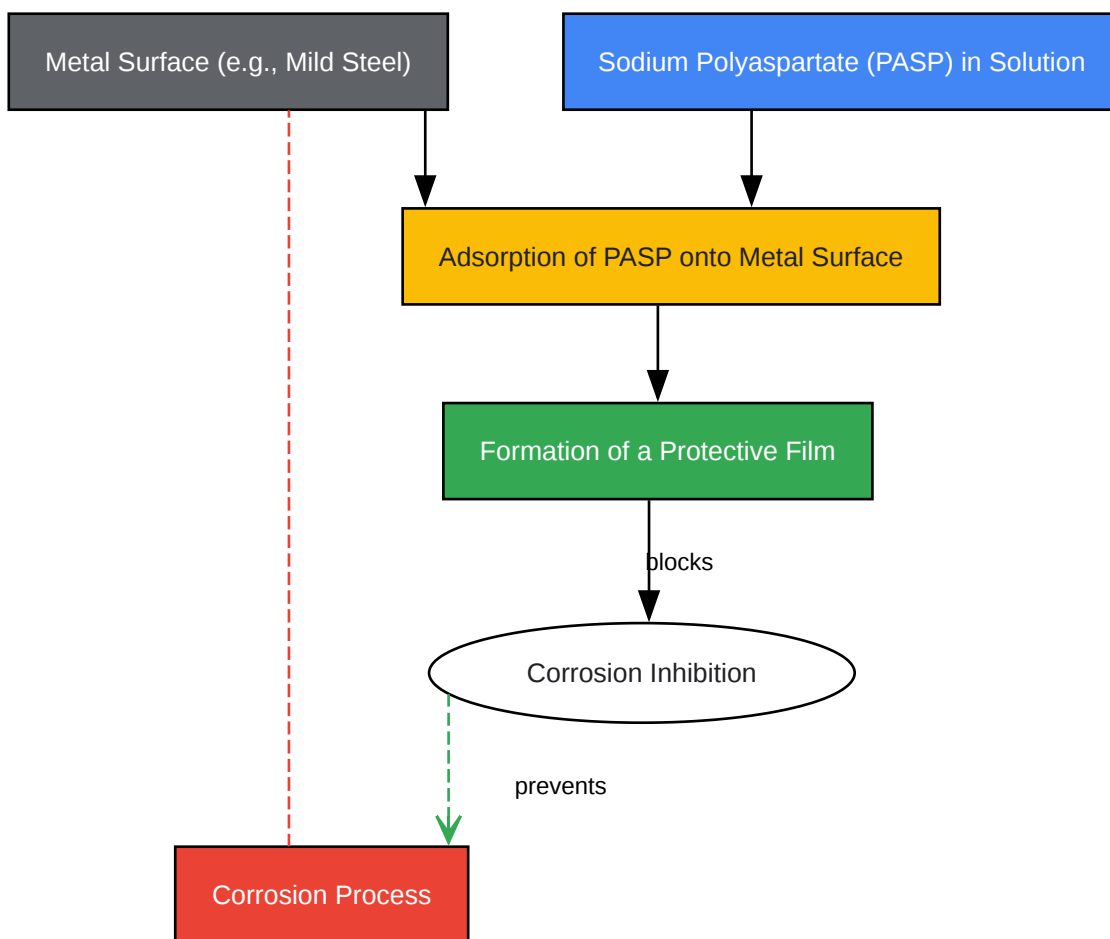 Metal Surface (e.g., Mild Steel)
Sodium Polyaspartate (PASP) in Solution
Adsorption of PASP onto Metal Surface
Formation of a Protective Film
blocks
Corrosion Inhibition
prevents
Corrosion Process